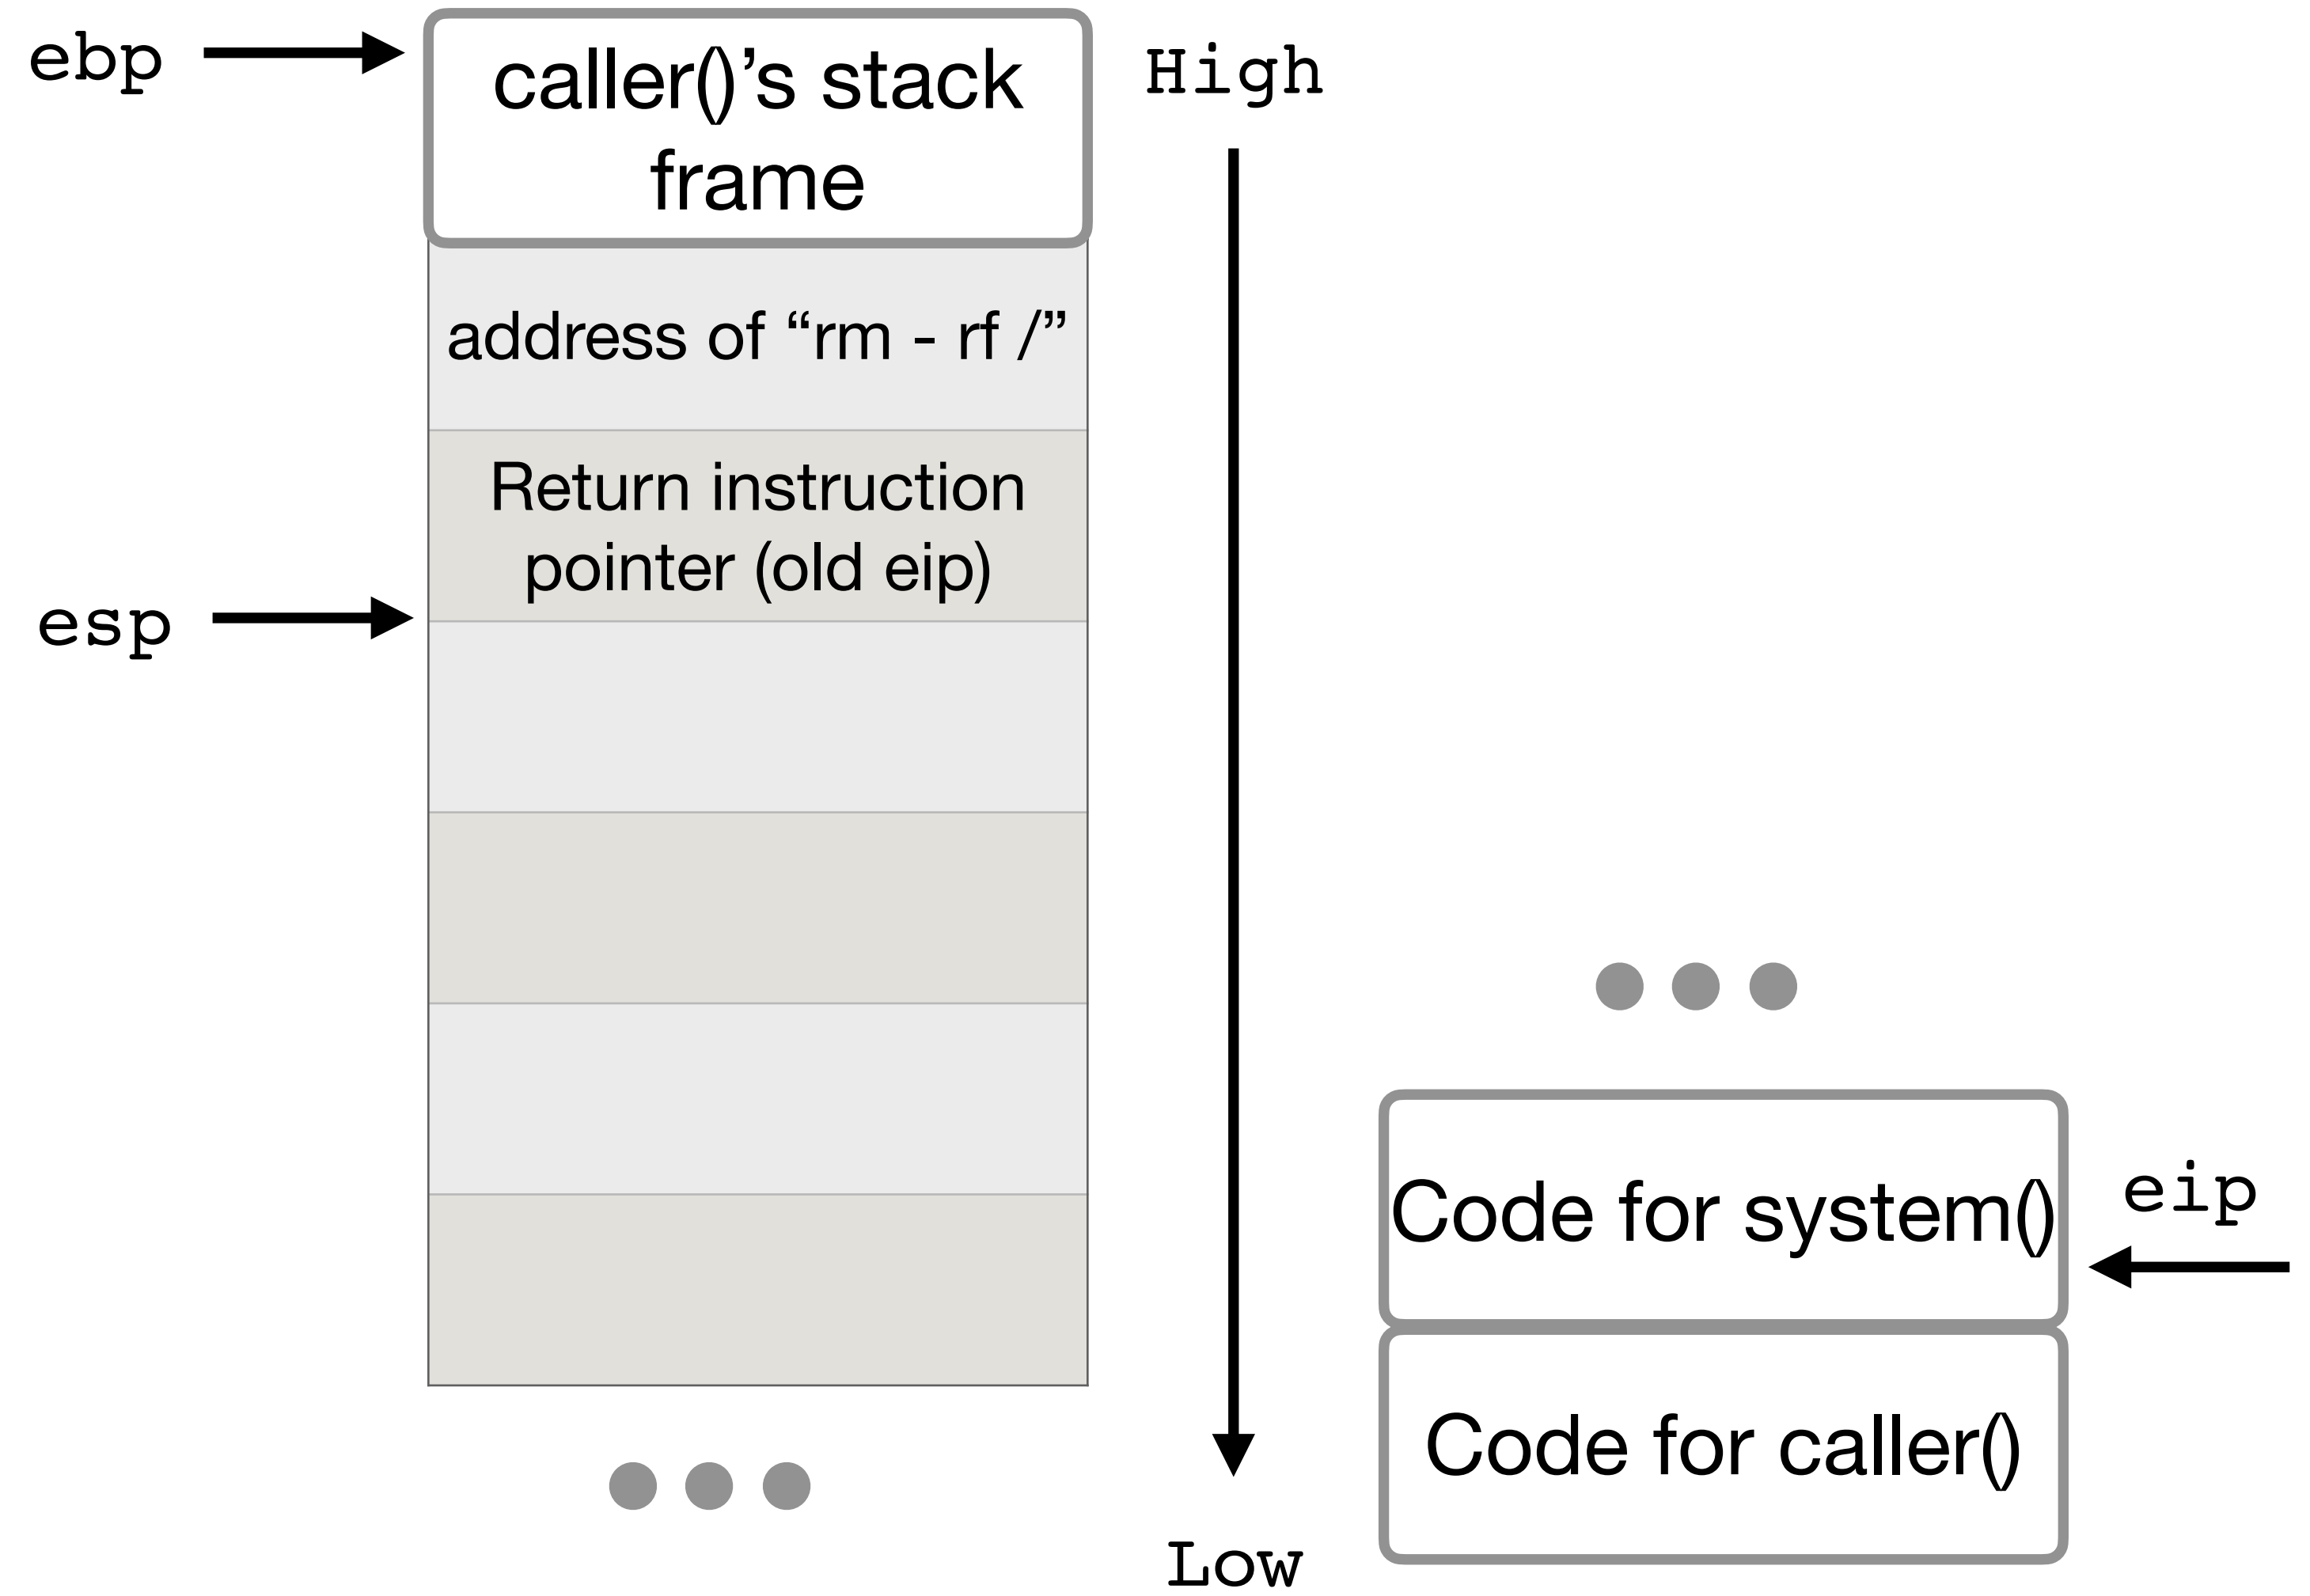 ebp
caller()’s stack
frame
High
address of “rm - rf /”
Return instruction
pointer (old eip)
esp
Code for system()
eip
Code for caller()
Low